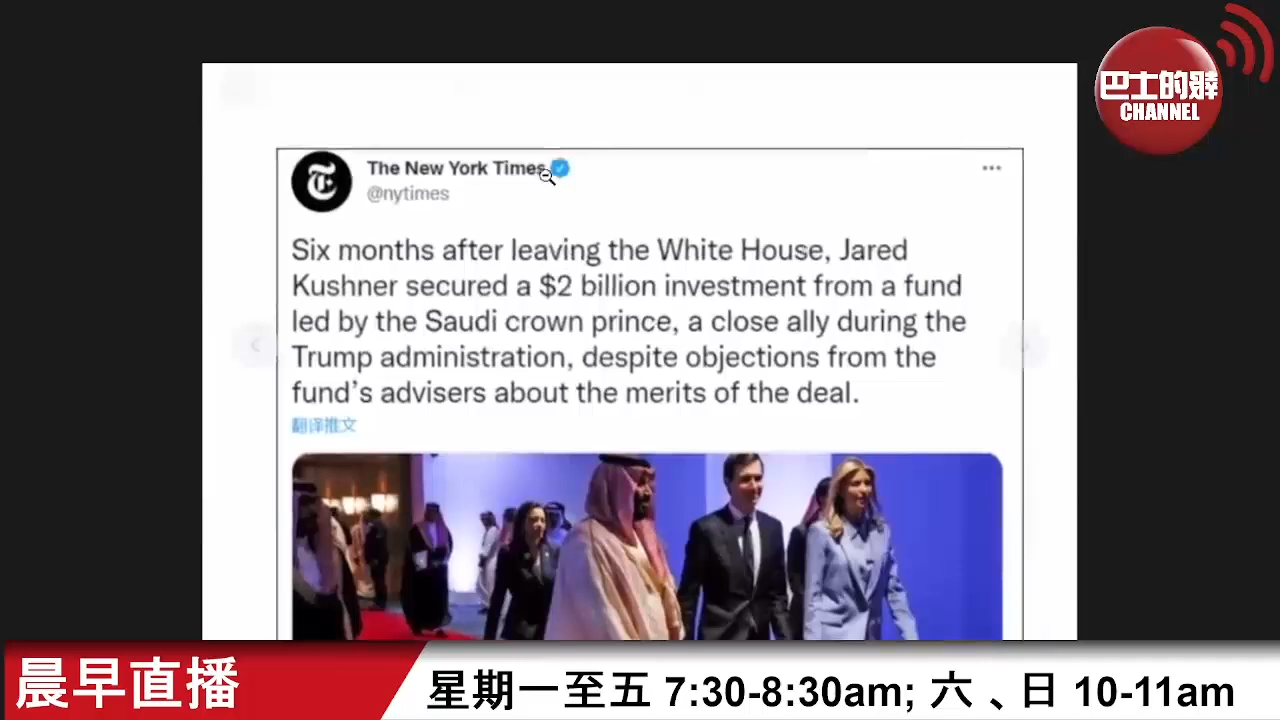 巴士的報
CHANNEL
The New York Times
@nytimes
Six months after leaving the White House, Jared
Kushner secured a $2 billion investment from a fund
led by the Saudi crown prince, a close ally during the
Trump administration, despite objections from the
fund's advisers about the merits of the deal.
翻译推文
晨早直播
星期一至五 7:30-8:30am; 六、日 10-11am